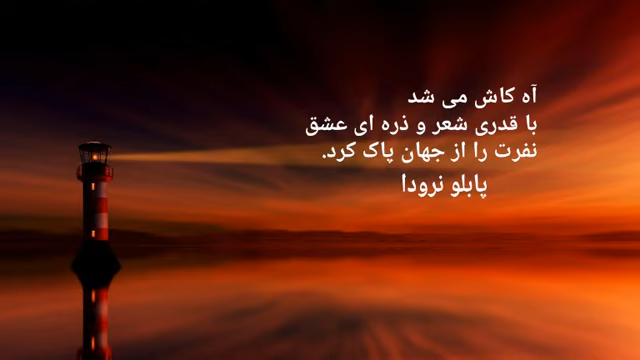 آه کاش می شد
با قدری شعر و ذره ای عشق
نفرت را از جهان پاک کرد.
پابلو نرودا